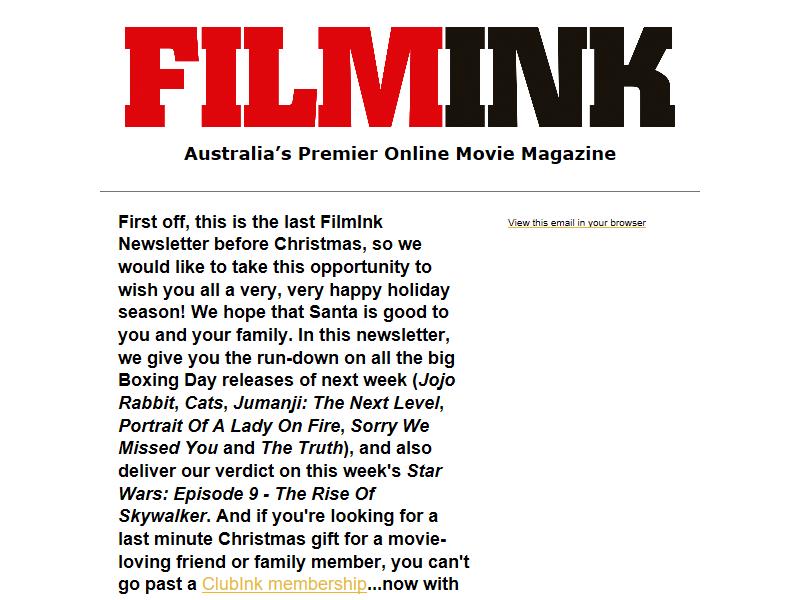 FILMINK
Australia’s Premier Online Movie Magazine
First off, this is the last FilmInk
Newsletter before Christmas, so we
would like to take this opportunity to
wish you all a very, very happy holiday
season! We hope that Santa is good to
you and your family. In this newsletter,
we give you the run-down on all the big
Boxing Day releases of next week (Jojo
Rabbit, Cats, Jumanji: The Next Level,
Portrait Of A Lady On Fire, Sorry We
Missed You and The Truth), and also
deliver our verdict on this week's Star
Wars: Episode 9 - The Rise Of
Skywalker. And if you're looking for a
last minute Christmas gift for a movie-
loving friend or family member, you can't
go past a ClubInk membership...now with
View this email in your browser